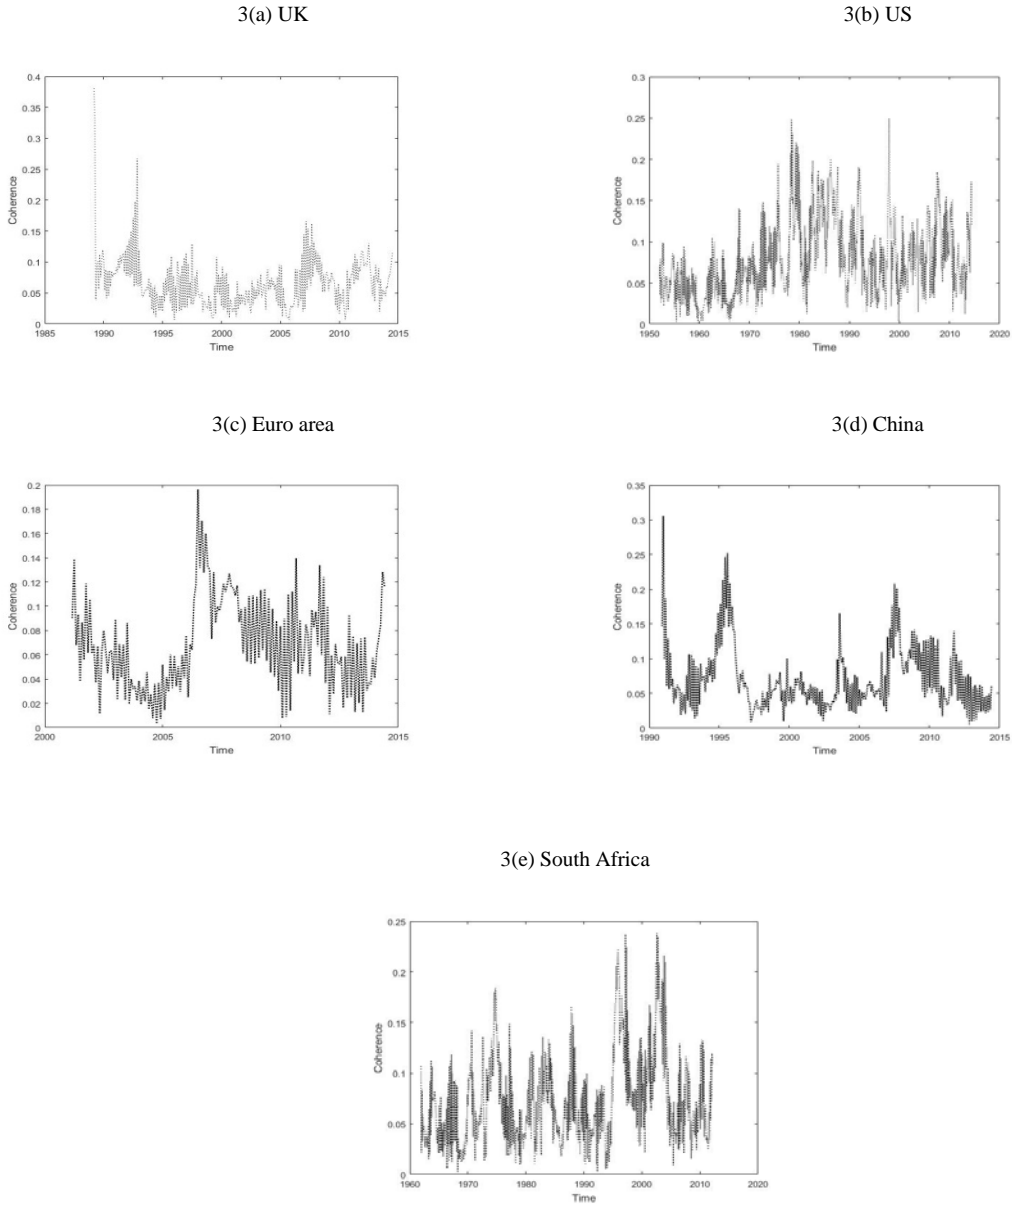 3(a) UK
3(b) US
0.4
0.35
0.3
0.25
0.2
0.15
0.1
0.05
0
Coherence
1985 1990 1995 2000 2005 2010 2015
Time
0.3
0.25
0.2
0.15
0.1
0.05
0
Coherence
1950 1960 1970 1980 1990 2000 2010 2020
Time
3(c) Euro area
3(d) China
0.2
0.18
0.16
0.14
0.12
0.1
0.08
0.06
0.04
0.02
0
Coherence
2000 2005 2010 2015
Time
0.35
0.3
0.25
0.2
0.15
0.1
0.05
0
Coherence
1990 1995 2000 2005 2010 2015
Time
3(e) South Africa
0.25
0.2
0.15
0.1
0.05
0
Coherence
1960 1970 1980 1990 2000 2010 2020
Time